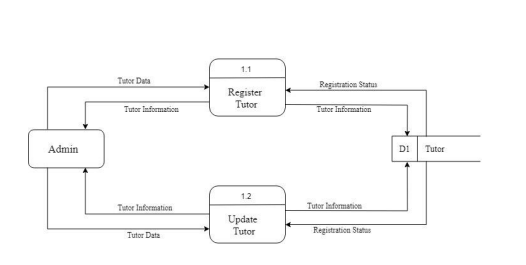 1.1
Tutor Data
Registration Status
Register
Tutor
Tutor Information
Tutor Information
Admin
D1
Tutor
1.2
Tutor Information
Tutor Information
Update
Tutor
Tutor Data
Registration Status